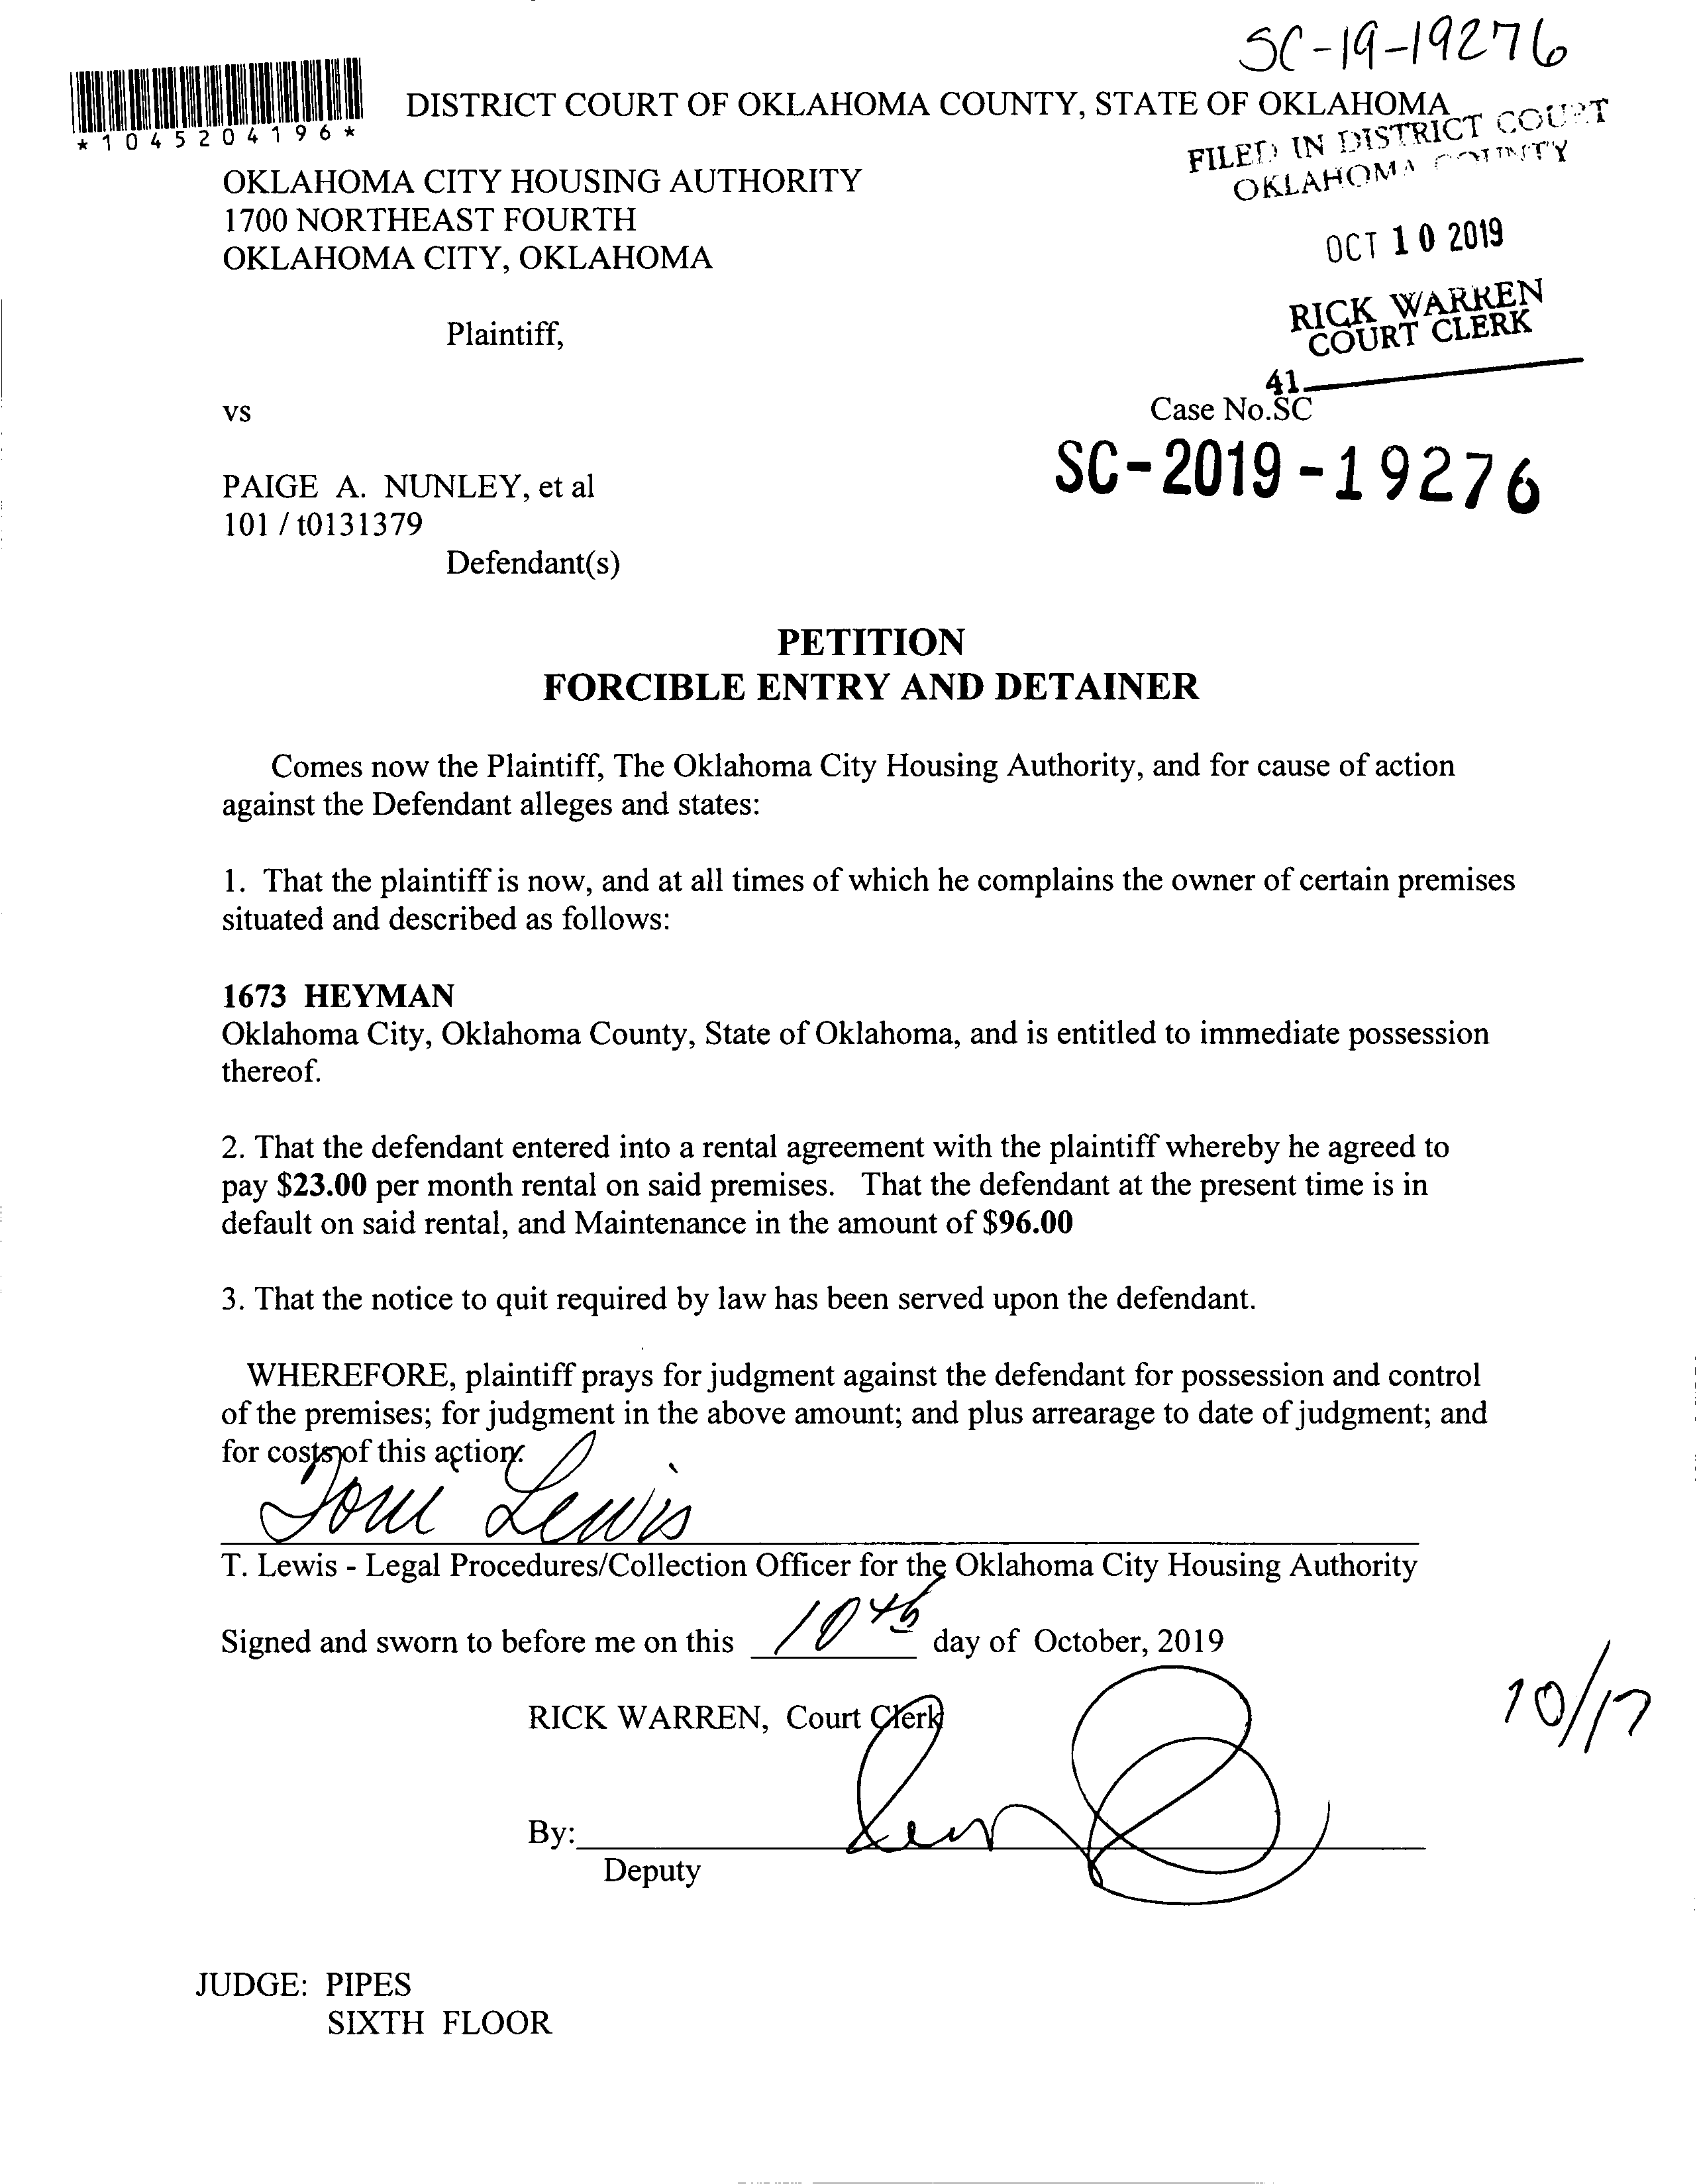 SC-19-19276
*1045204196*
DISTRICT COURT OF OKLAHOMA COUNTY, STATE OF OKLAHOMA
FILED IN DISTRICT COURT
OKLAHOMA COUNTY
OKLAHOMA CITY HOUSING AUTHORITY
1700 NORTHEAST FOURTH
OKLAHOMA CITY, OKLAHOMA
OCT 10 2019
RICK WARREN
COURT CLERK
41
Plaintiff,
vs
Case No.SC
SC-2019-19276
PAIGE A. NUNLEY, et al
101 / t0131379
Defendant(s)
PETITION
FORCIBLE ENTRY AND DETAINER
Comes now the Plaintiff, The Oklahoma City Housing Authority, and for cause of action
against the Defendant alleges and states:
1. That the plaintiff is now, and at all times of which he complains the owner of certain premises
situated and described as follows:
1673 HEYMAN
Oklahoma City, Oklahoma County, State of Oklahoma, and is entitled to immediate possession
thereof.
2. That the defendant entered into a rental agreement with the plaintiff whereby he agreed to
pay $23.00 per month rental on said premises. That the defendant at the present time is in
default on said rental, and Maintenance in the amount of $96.00
3. That the notice to quit required by law has been served upon the defendant.
WHEREFORE, plaintiff prays for judgment against the defendant for possession and control
of the premises; for judgment in the above amount; and plus arrearage to date of judgment; and
for costs of this action.
Toni Lewis
T. Lewis - Legal Procedures/Collection Officer for the Oklahoma City Housing Authority
Signed and sworn to before me on this 10th day of October, 2019
10/17
RICK WARREN, Court Clerk
By:
Deputy
JUDGE: PIPES
SIXTH FLOOR